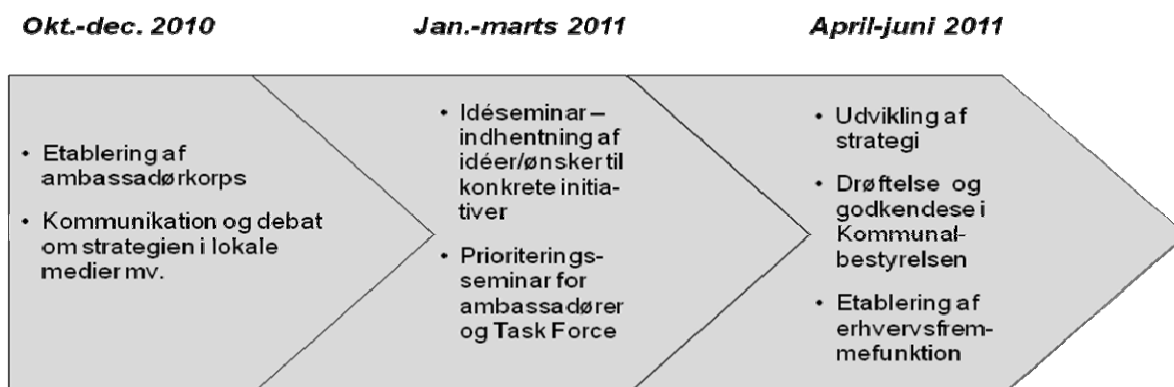 Okt.-dec. 2010
Jan.-marts 2011
April-juni 2011
• Etablering af
ambassadørkorps
• Kommunikation og debat
om strategien i lokale
medier mv.
• Idéseminar –
indhentning af
idéer/ønsker til
konkrete initia-
tiver
• Prioriterings-
seminar for
ambassadører
og Task Force
• Udvikling af
strategi
• Drøftelse og
godkendese i
Kommunal-
bestyrelsen
• Etablering af
erhvervsfrem-
mefunktion